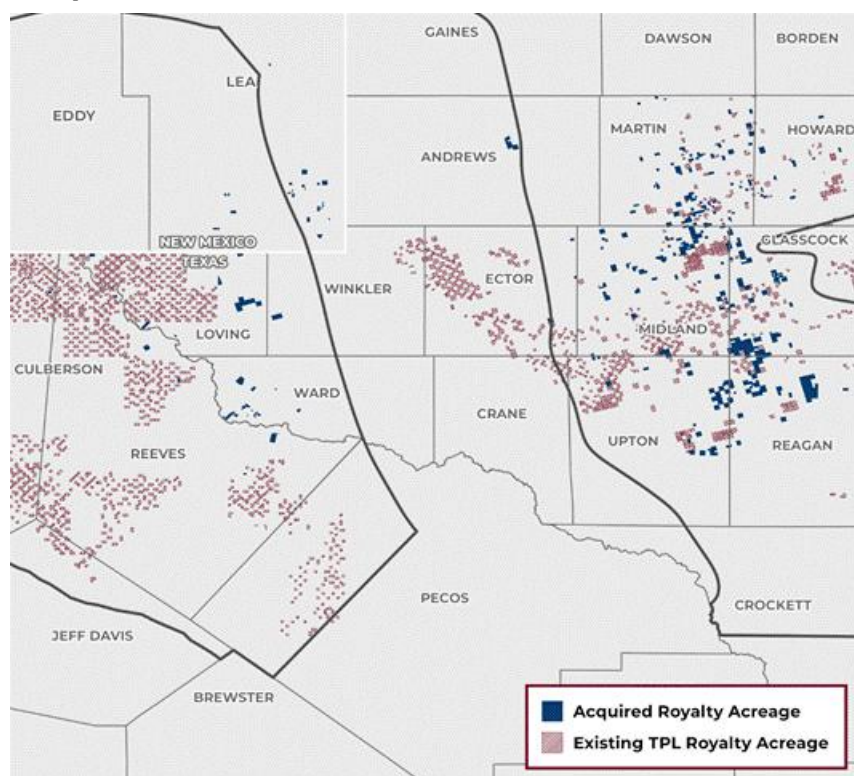 GAINES
DAWSON
BORDEN
LEA
EDDY
MARTIN
HOWARD
ANDREWS
NEW MEXICO
TEXAS
GLASSCOCK
WINKLER
ECTOR
LOVING
MIDLAND
CULBERSON
WARD
CRANE
UPTON
REAGAN
REEVES
PECOS
CROCKETT
JEFF DAVIS
BREWSTER
Acquired Royalty Acreage
Existing TPL Royalty Acreage